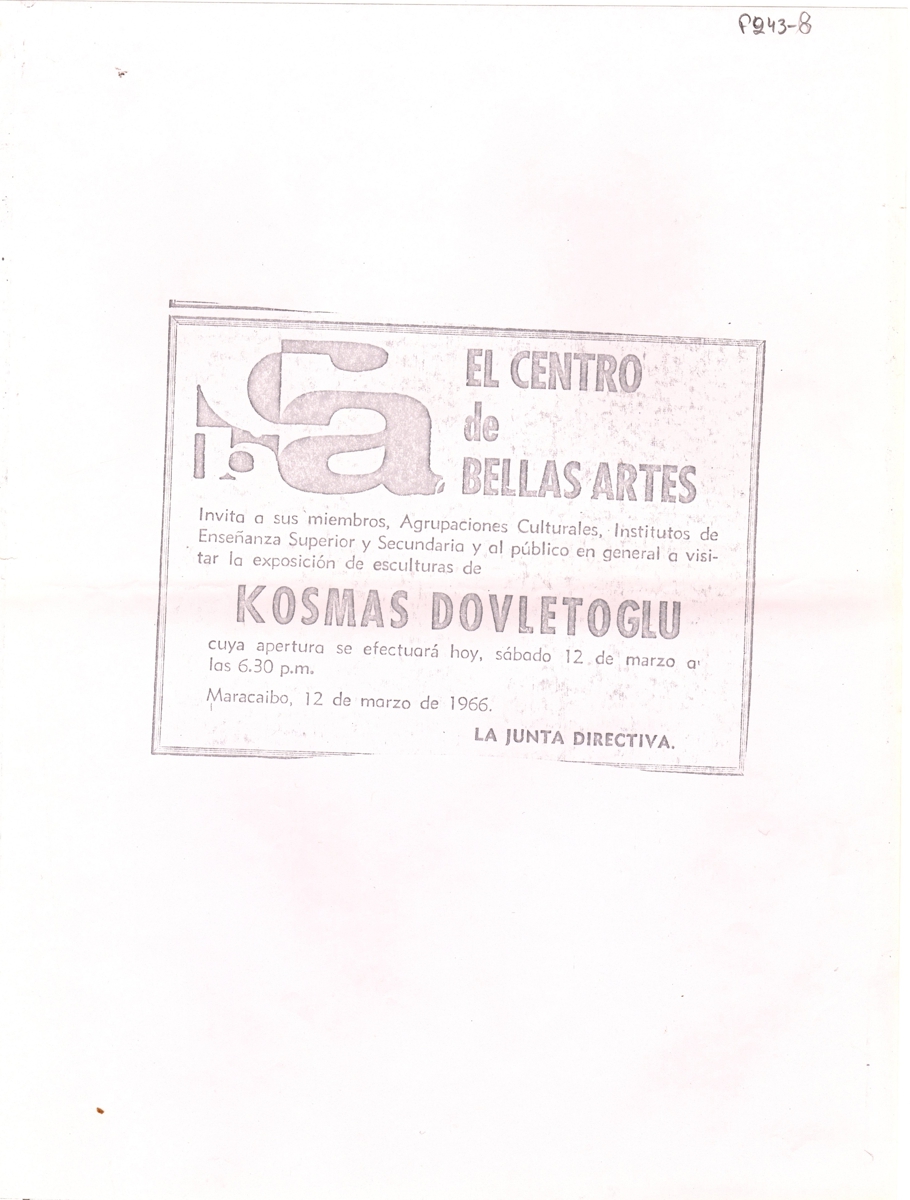 P243-8
EL CENTRO
de
BELLAS ARTES
Invita a sus miembros, Agrupaciones Culturales, Institutos de
Enseñanza Superior y Secundaria y al público en general a visi-
tar la exposición de esculturas de
KOSMAS DOVLETOGLU
cuya apertura se efectuará hoy, sábado 12 de marzo a
las 6.30 p.m.
Maracaibo, 12 de marzo de 1966.
LA JUNTA DIRECTIVA.